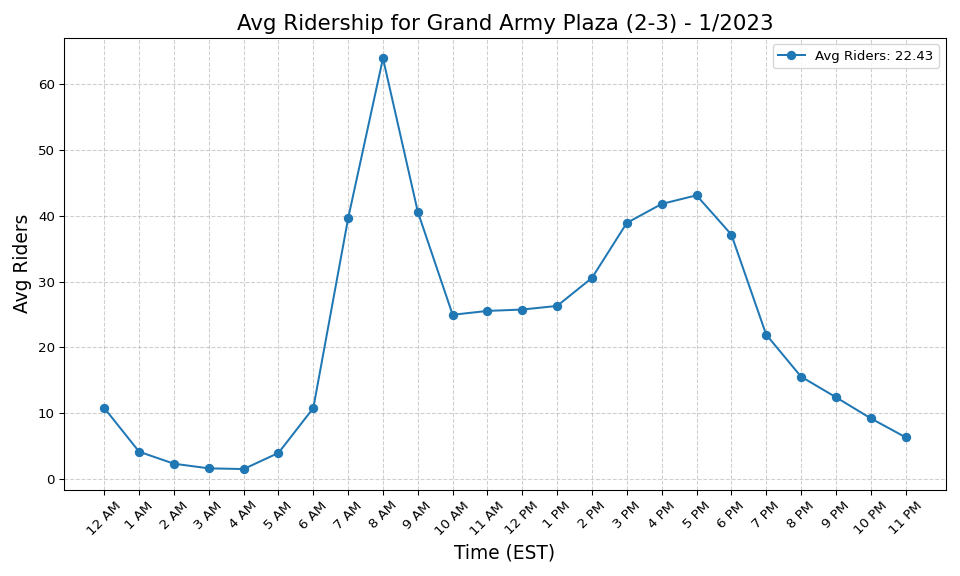 Avg Ridership for Grand Army Plaza (2-3) - 1/2023
Avg Riders: 22.43
Avg Riders
60
50
40
30
20
10
0
12 AM
1 AM
2 AM
3 AM
4 AM
5 AM
6 AM
7 AM
8 AM
9 AM
10 AM
11 AM
12 PM
1 PM
2 PM
3 PM
4 PM
5 PM
6 PM
7 PM
8 PM
9 PM
10 PM
11 PM
Time (EST)